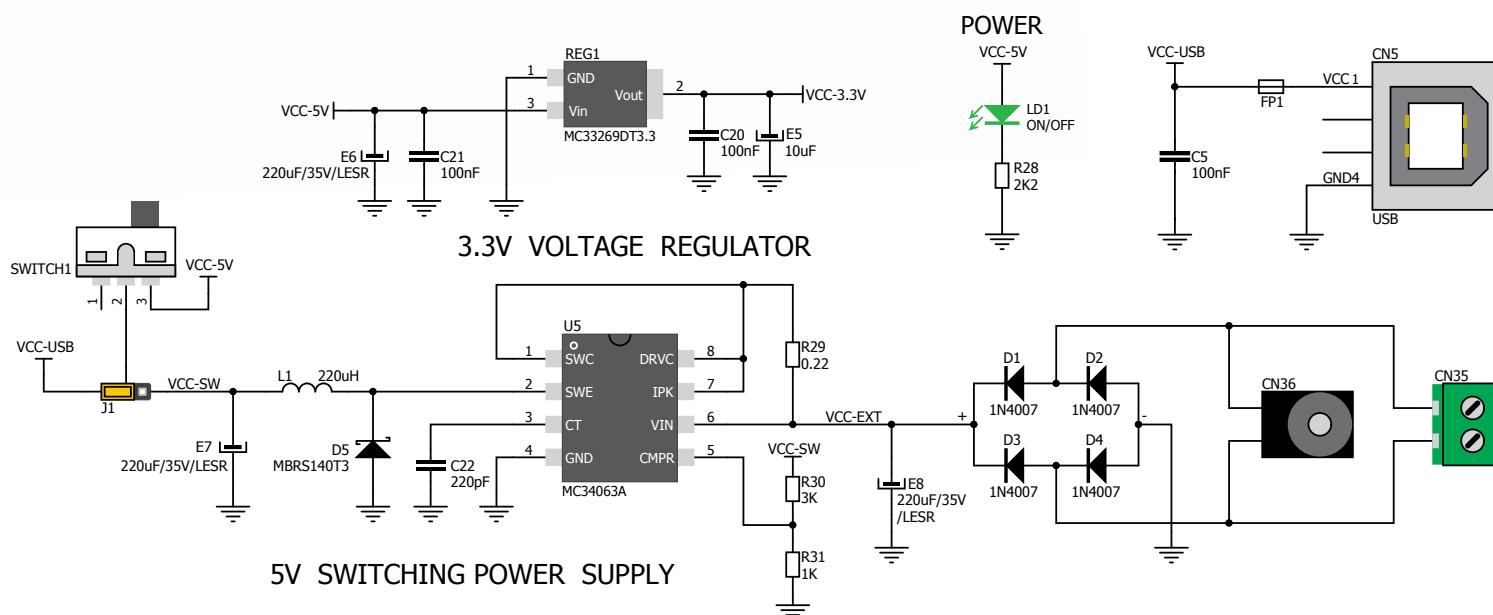 POWER
REG1
1
GND
Vout
2
VCC-5V
3
Vin
VCC-3.3V
MC33269DT3.3
E6
220uF/35V/LESR
C21
100nF
C20
100nF
E5
10uF
3.3V VOLTAGE REGULATOR
VCC-5V
LD1
ON/OFF
R28
2K2
VCC-USB
CN5
VCC 1
FP1
C5
100nF
GND4
USB
SWITCH1
VCC-5V
1
2
3
VCC-USB
J1
VCC-SW
L1
220uH
E7
220uF/35V/LESR
D5
MBRS140T3
C22
220pF
U5
1
SWC
DRVC
8
2
SWE
IPK
7
3
CT
VIN
6
4
GND
CMPR
5
MC34063A
R29
0.22
VCC-EXT
VCC-SW
R30
3K
R31
1K
E8
220uF/35V
/LESR
+
-
D1
1N4007
D2
1N4007
D3
1N4007
D4
1N4007
CN36
CN35
5V SWITCHING POWER SUPPLY